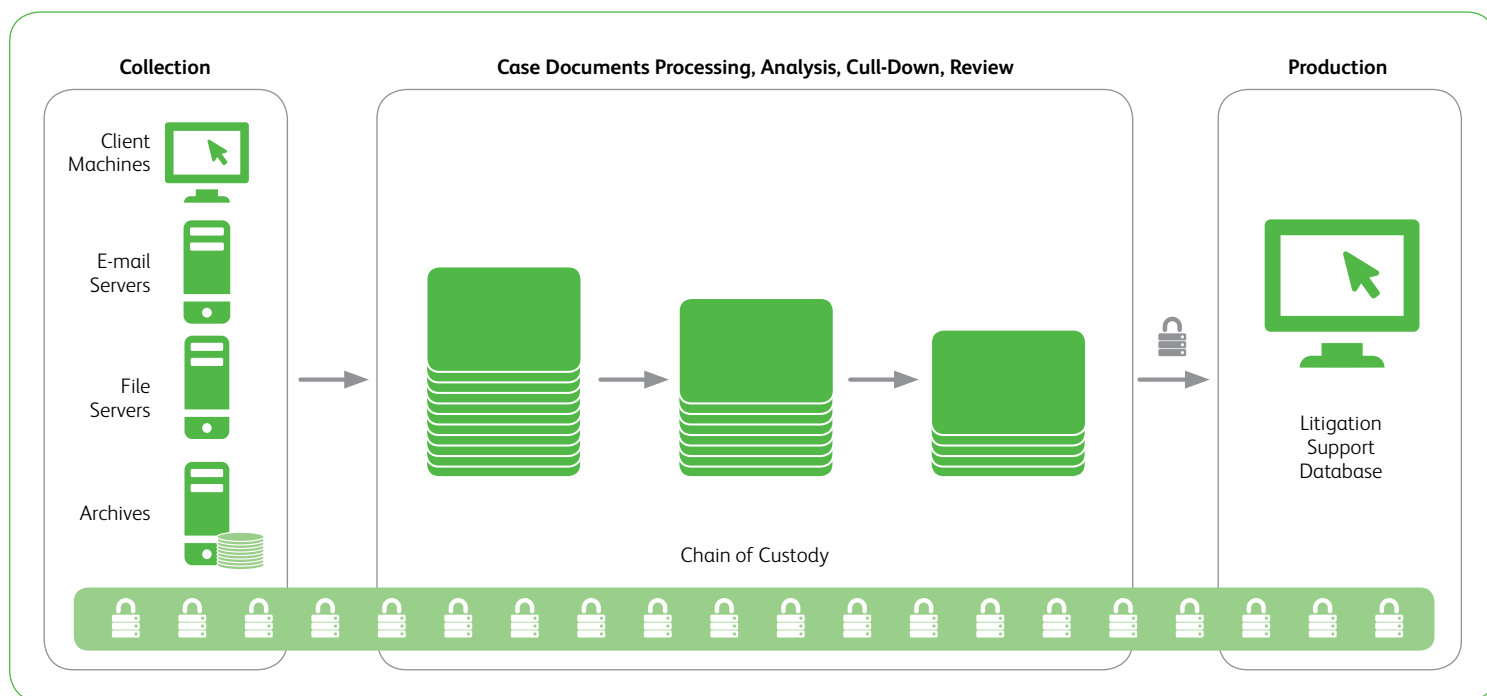 Collection
Client
Machines
E-mail
Servers
File
Servers
Archives
Case Documents Processing, Analysis, Cull-Down, Review
Chain of Custody
Production
Litigation
Support
Database